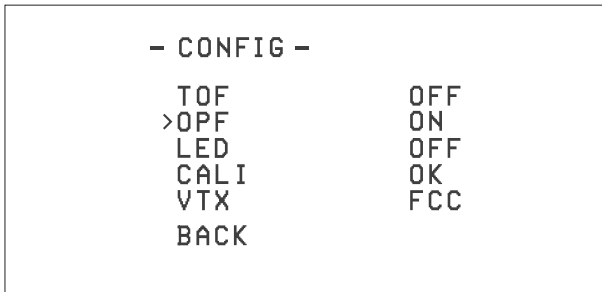 - CONFIG -
TOF OFF
>OPF ON
LED OFF
CALI OK
VTX FCC
BACK